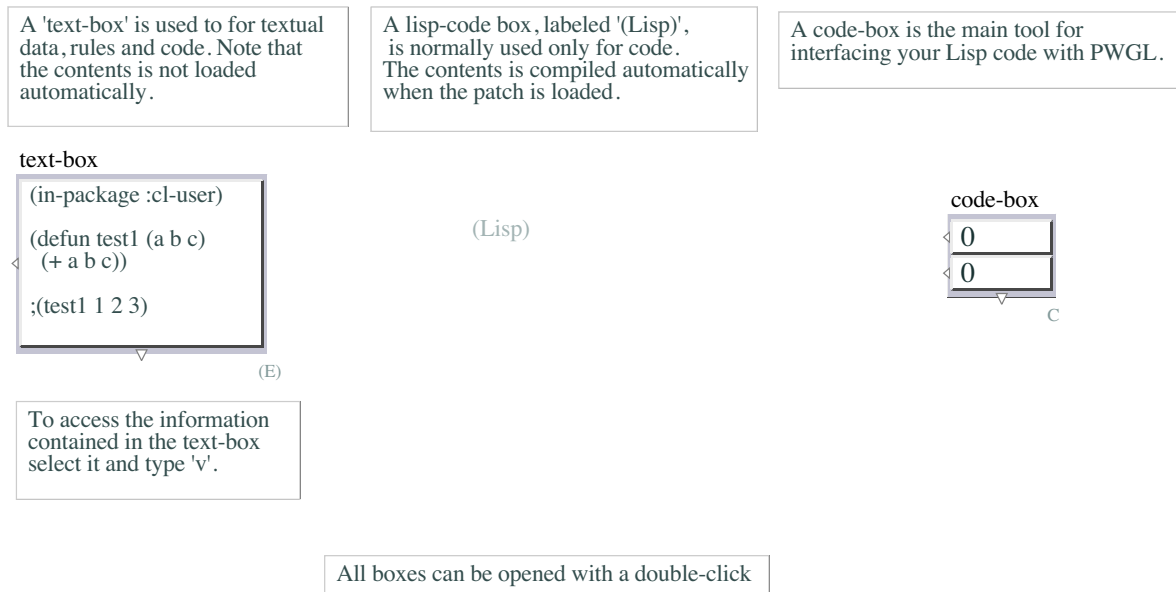 A 'text-box' is used to for textual
data, rules and code. Note that
the contents is not loaded
automatically.
A lisp-code box, labeled '(Lisp)',
is normally used only for code.
The contents is compiled automatically
when the patch is loaded.
A code-box is the main tool for
interfacing your Lisp code with PWGL.
text-box
(in-package :cl-user)
(defun test1 (a b c)
(+ a b c))
;(test1 1 2 3)
(E)
(Lisp)
code-box
0
0
C
To access the information
contained in the text-box
select it and type 'v'.
All boxes can be opened with a double-click